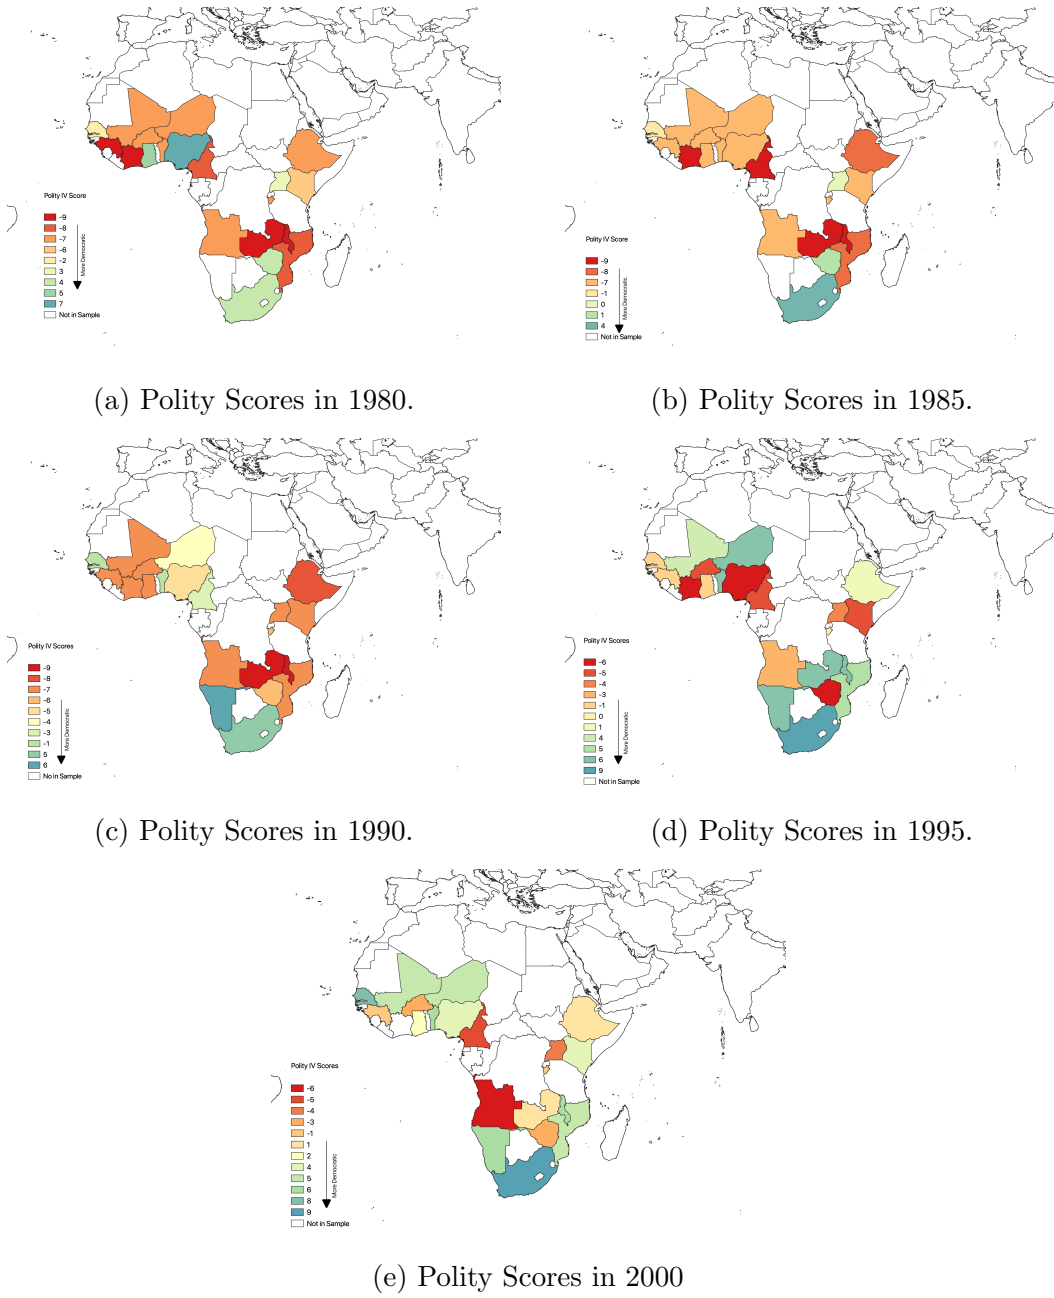 Polity IV Score
-9
-8
-7
-6
-2
3
4
5
7
Not in Sample
More Democratic
(a) Polity Scores in 1980.
Polity IV Score
-9
-8
-7
-1
0
1
4
Not in Sample
More Democratic
(b) Polity Scores in 1985.
Polity IV Scores
-9
-8
-7
-6
-5
-4
-3
-1
5
6
No in Sample
More Democratic
(c) Polity Scores in 1990.
Polity IV Scores
-6
-5
-4
-3
-1
0
1
4
5
6
9
Not in Sample
More Democratic
(d) Polity Scores in 1995.
Polity IV Scores
-6
-5
-4
-3
-1
1
2
4
5
6
8
9
Not in Sample
More Democratic
(e) Polity Scores in 2000